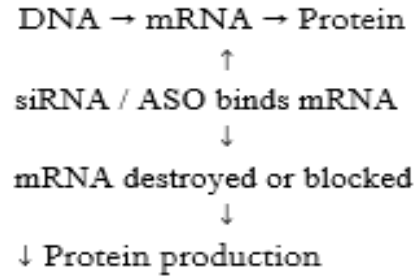 DNA → mRNA → Protein
↑
siRNA / ASO binds mRNA
↓
mRNA destroyed or blocked
↓
↓ Protein production